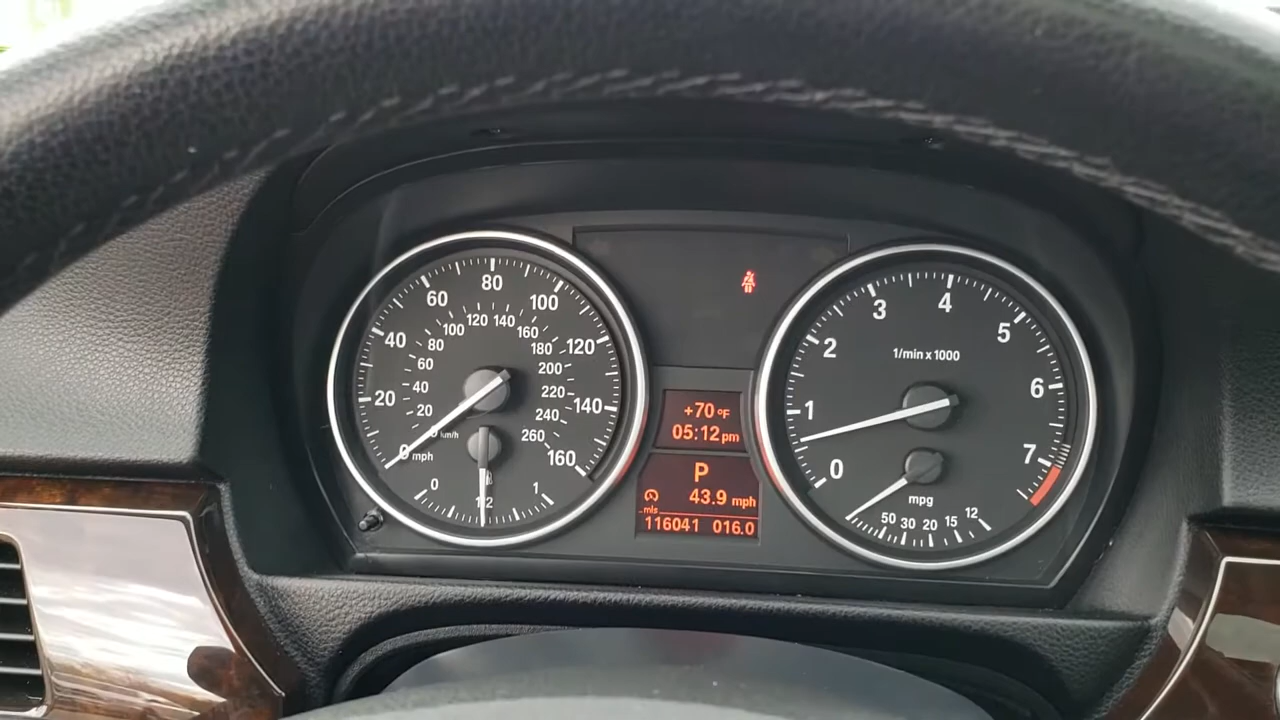 20 40 60 80 100 120 140 160
20 40 60 80 100 120 140 160 180 200 220 240 260
km/h
0 mph
0 1/2 1
+70 °F
05:12 pm
P
43.9 mph
mls
116041 016.0
0 1 2 3 4 5 6 7
1/min x 1000
mpg
50 30 20 15 12